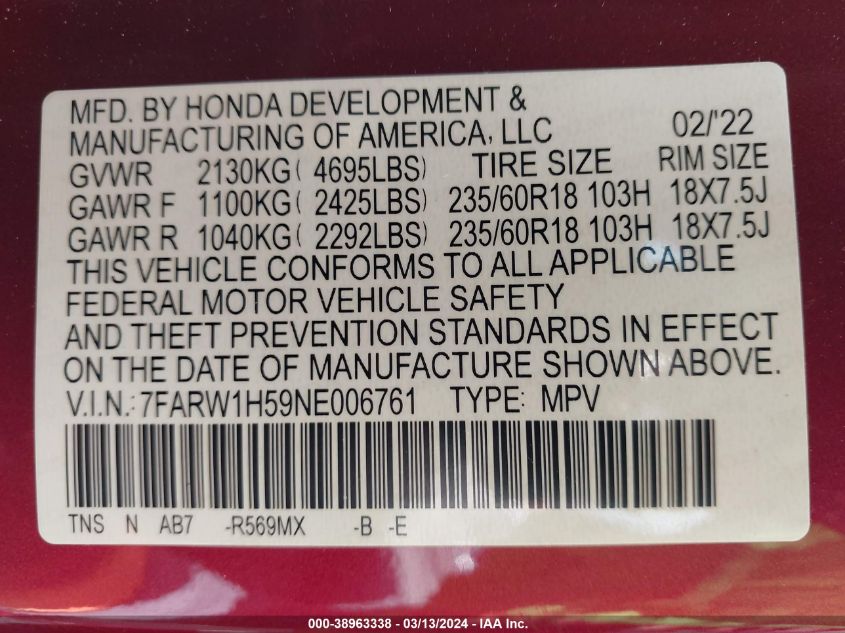 MFD. BY HONDA DEVELOPMENT &
MANUFACTURING OF AMERICA, LLC 02/'22
GVWR 2130KG( 4695LBS) TIRE SIZE RIM SIZE
GAWR F 1100KG( 2425LBS) 235/60R18 103H 18X7.5J
GAWR R 1040KG( 2292LBS) 235/60R18 103H 18X7.5J
THIS VEHICLE CONFORMS TO ALL APPLICABLE
FEDERAL MOTOR VEHICLE SAFETY
AND THEFT PREVENTION STANDARDS IN EFFECT
ON THE DATE OF MANUFACTURE SHOWN ABOVE.
V.I.N.: 7FARW1H59NE006761 TYPE: MPV
TNS N AB7 -R569MX -B -E
000-38963338 - 03/13/2024 - IAA Inc.